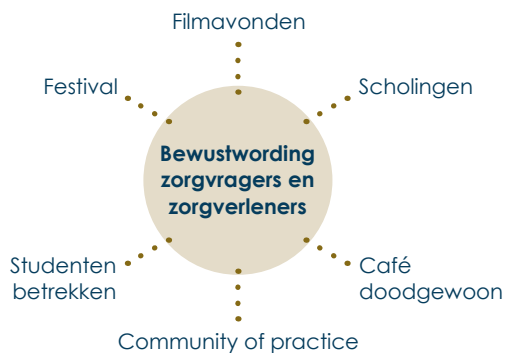 Filmavonden
Festival
Scholingen
Bewustwording
zorgvragers en
zorgverleners
Studenten
betrekken
Café
doodgewoon
Community of practice